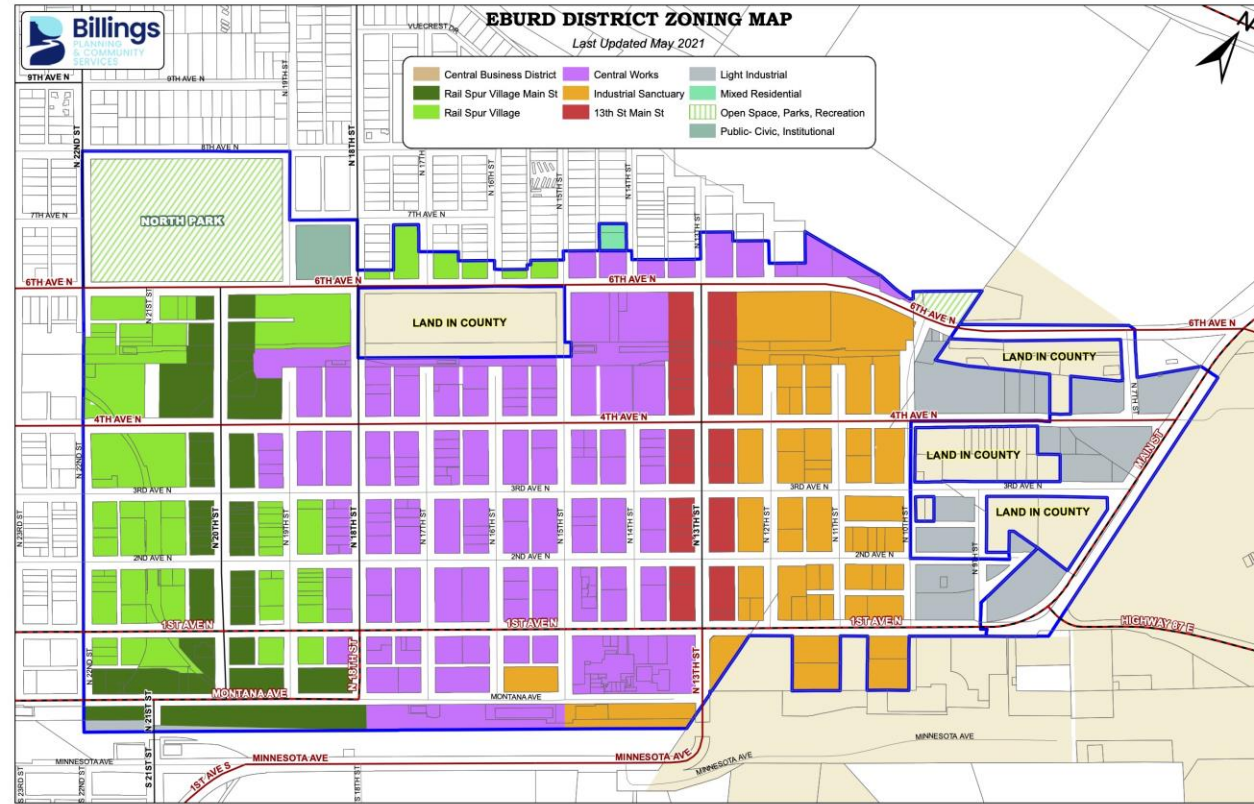 Billings
PLANNING
& COMMUNITY
SERVICES
EBURD DISTRICT ZONING MAP
Last Updated May 2021
Central Business District
Rail Spur Village Main St
Rail Spur Village
Central Works
Industrial Sanctuary
13th St Main St
Light Industrial
Mixed Residential
Open Space, Parks, Recreation
Public- Civic, Institutional
VUECREST
9TH AVE N
9TH AVE N
N 19TH ST
N 22ND ST
8TH AVE N
N 18TH ST
N 17TH
N 16TH ST
N 15TH ST
N 14TH ST
N 13TH ST
7TH AVE N
7TH AVE N
NORTH PARK
6TH AVE N
6TH AVE N
6TH AVE N
6TH AVE N
6TH AVE N
N 21ST ST
LAND IN COUNTY
LAND IN COUNTY
N 7TH ST
4TH AVE N
4TH AVE N
4TH AVE N
N 22ND ST
LAND IN COUNTY
MAIN ST
3RD AVE N
3RD AVE N
3RD AVE N
3RD AVE N
LAND IN COUNTY
N 23RD ST
N 20TH ST
N 19TH ST
N 18TH ST
N 17TH ST
N 16TH ST
N 15TH ST
N 14TH ST
N 13TH ST
N 12TH ST
N 11TH ST
N 10TH ST
2ND AVE N
2ND AVE N
2ND AVE N
N 9TH ST
1ST AVE N
1ST AVE N
1ST AVE N
HIGHWAY 87 E
N 22ND ST
N 18TH ST
N 13TH ST
MONTANA AVE
MONTANA AVE
N 21ST ST
MINNESOTA AVE
MINNESOTA AVE
MINNESOTA AVE
MINNESOTA AVE
MINNESOTA AVE
S 23RD ST
S 22ND ST
S 21ST ST
1ST AVE S
S 18TH ST